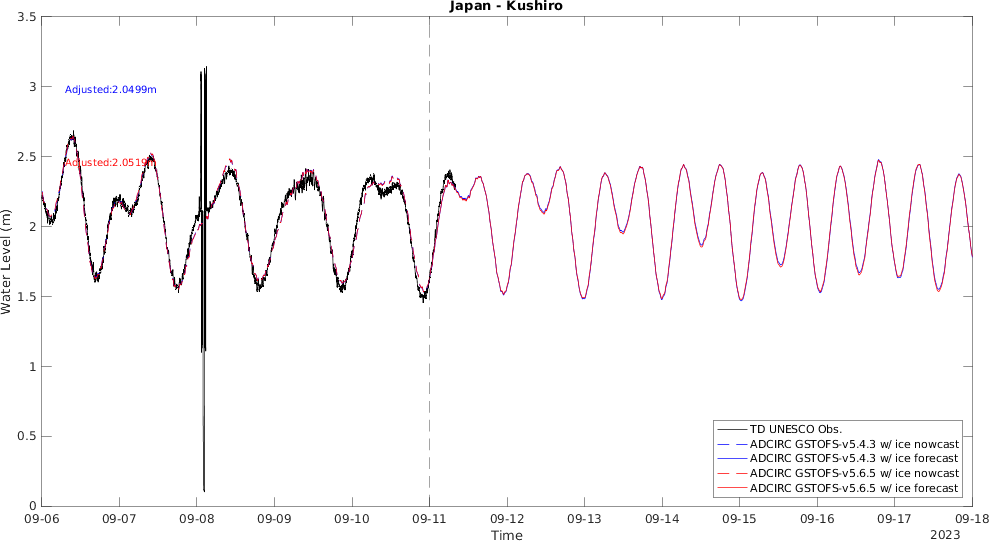 Japan - Kushiro
3.5
3
2.5
2
1.5
1
0.5
0
Water Level (m)
Adjusted:2.0499m
Adjusted:2.0519m
TD UNESCO Obs.
ADCIRC GSTOFS-v5.4.3 w/ ice nowcast
ADCIRC GSTOFS-v5.4.3 w/ ice forecast
ADCIRC GSTOFS-v5.6.5 w/ ice nowcast
ADCIRC GSTOFS-v5.6.5 w/ ice forecast
09-06 09-07 09-08 09-09 09-10 09-11 09-12 09-13 09-14 09-15 09-16 09-17 09-18
Time
2023